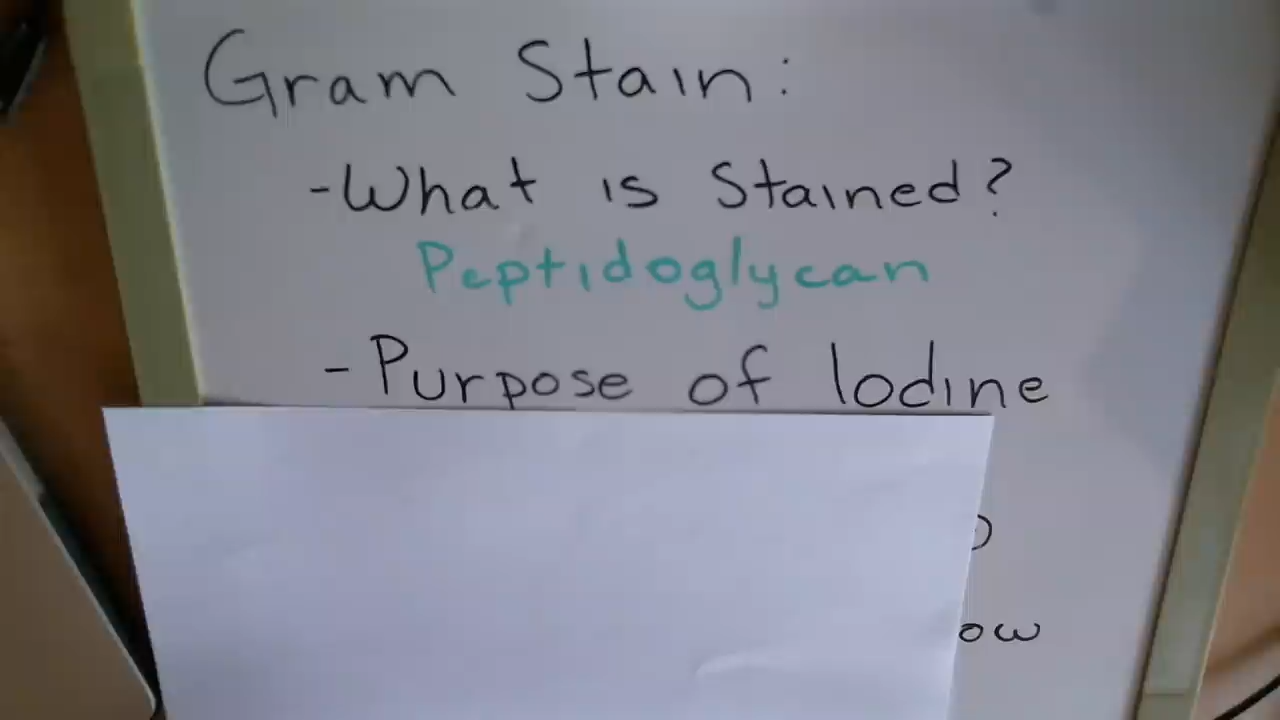 Gram Stain:
- What is Stained?
Peptidoglycan
- Purpose of Iodine